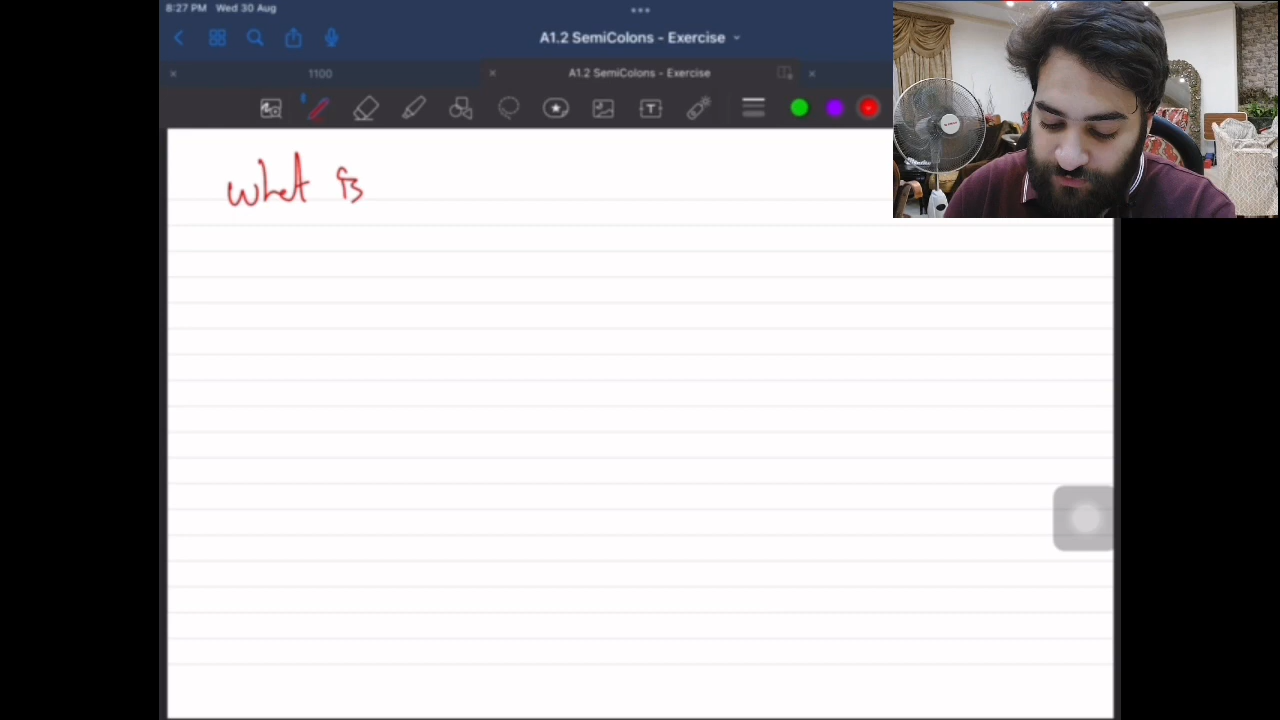 8:27 PM Wed 30 Aug
A1.2 SemiColons - Exercise
1100
A1.2 SemiColons - Exercise
T
what is